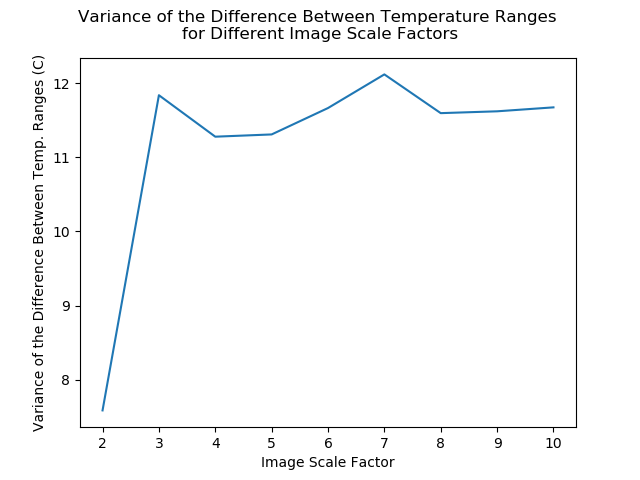 Variance of the Difference Between Temperature Ranges
for Different Image Scale Factors
Variance of the Difference Between Temp. Ranges (C)
12
11
10
9
8
2 3 4 5 6 7 8 9 10
Image Scale Factor